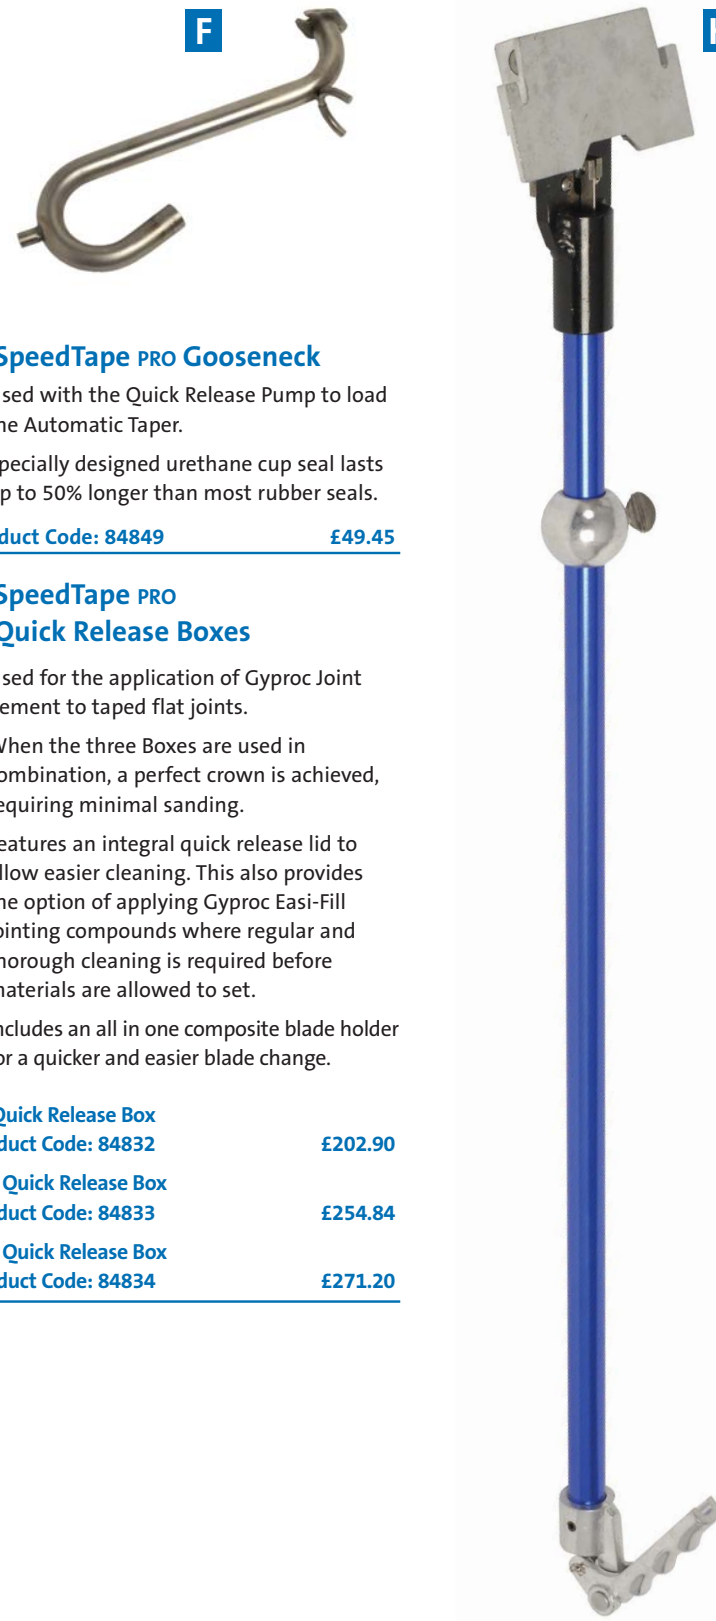 F
SpeedTape PRO Gooseneck
sed with the Quick Release Pump to load
he Automatic Taper.
pecially designed urethane cup seal lasts
p to 50% longer than most rubber seals.
duct Code: 84849 £49.45
SpeedTape PRO
Quick Release Boxes
sed for the application of Gyproc Joint
ement to taped flat joints.
When the three Boxes are used in
ombination, a perfect crown is achieved,
equiring minimal sanding.
eatures an integral quick release lid to
llow easier cleaning. This also provides
he option of applying Gyproc Easi-Fill
ointing compounds where regular and
horough cleaning is required before
naterials are allowed to set.
ncludes an all in one composite blade holder
or a quicker and easier blade change.
Quick Release Box
duct Code: 84832 £202.90
Quick Release Box
duct Code: 84833 £254.84
Quick Release Box
duct Code: 84834 £271.20